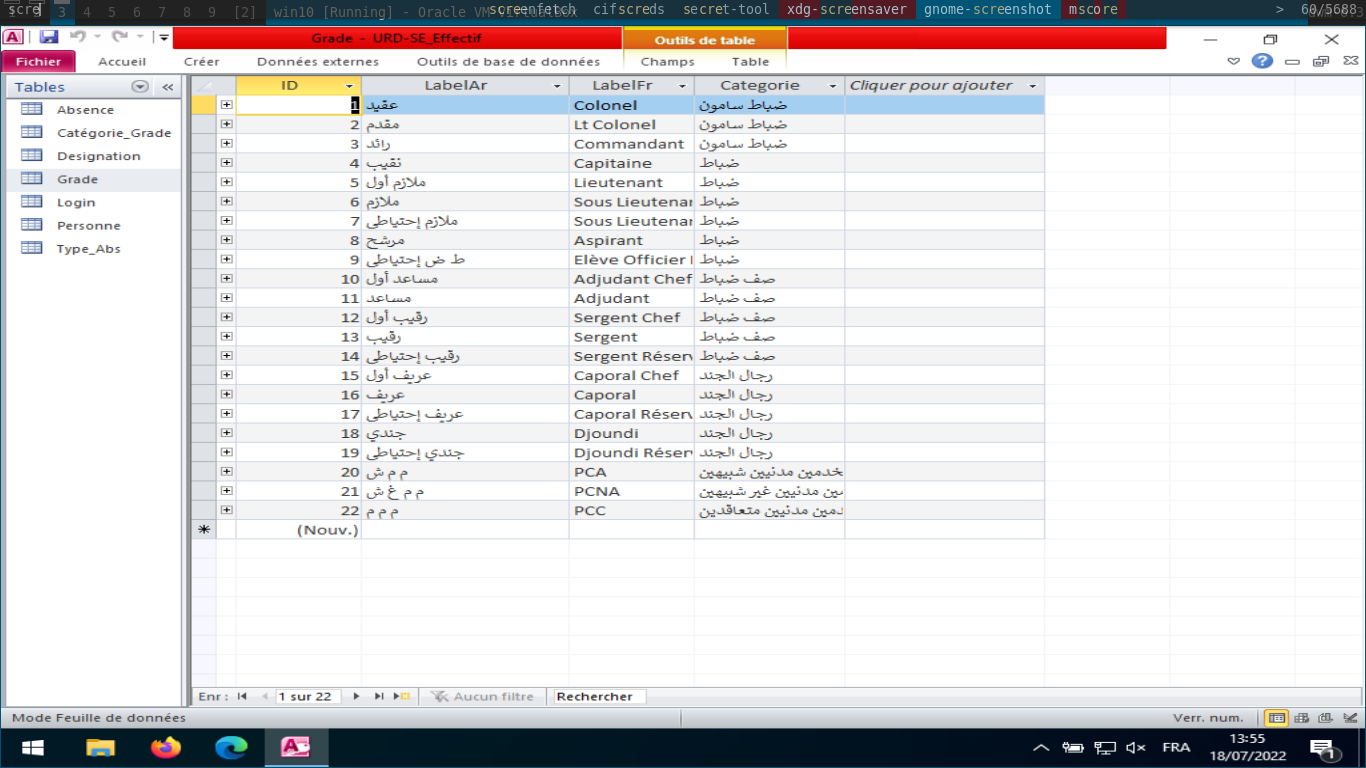 scre 3 4 5 6 7 8 9 [2] win10 [Running] - Oracle VM screenfetch cifscreds secret-tool xdg-screensaver gnome-screenshot mscore > 60/5688
Grade - URD-SE_Effectif Outils de table
Fichier Accueil Créer Données externes Outils de base de données Champs Table
Tables «
Absence
Catégorie_Grade
Designation
Grade
Login
Personne
Type_Abs
ID LabelAr LabelFr Categorie Cliquer pour ajouter
1 عقيد Colonel ضباط سامون
2 مقدم Lt Colonel ضباط سامون
3 رائد Commandant ضباط سامون
4 نقيب Capitaine ضباط
5 ملازم أول Lieutenant ضباط
6 ملازم Sous Lieutenan ضباط
7 ملازم إحتياطي Sous Lieutenan ضباط
8 مرشح Aspirant ضباط
9 ط ض إحتياطي Elève Officier ضباط
10 مساعد أول Adjudant Chef صف ضباط
11 مساعد Adjudant صف ضباط
12 رقيب أول Sergent Chef صف ضباط
13 رقيب Sergent صف ضباط
14 رقيب إحتياطي Sergent Réserv صف ضباط
15 عريف أول Caporal Chef رجال الجند
16 عريف Caporal رجال الجند
17 عريف إحتياطي Caporal Réserv رجال الجند
18 جندي Djoundi رجال الجند
19 جندي إحتياطي Djoundi Réserv رجال الجند
20 م م ش PCA خدمين مدنيين شبيهين
21 م م غ ش PCNA مدنيين غير شبيهين
22 م م م PCC دمين مدنيين متعاقدين
(Nouv.)
Enr : 1 sur 22 Aucun filtre Rechercher
Mode Feuille de données Verr. num.
FRA 13:55
18/07/2022 1